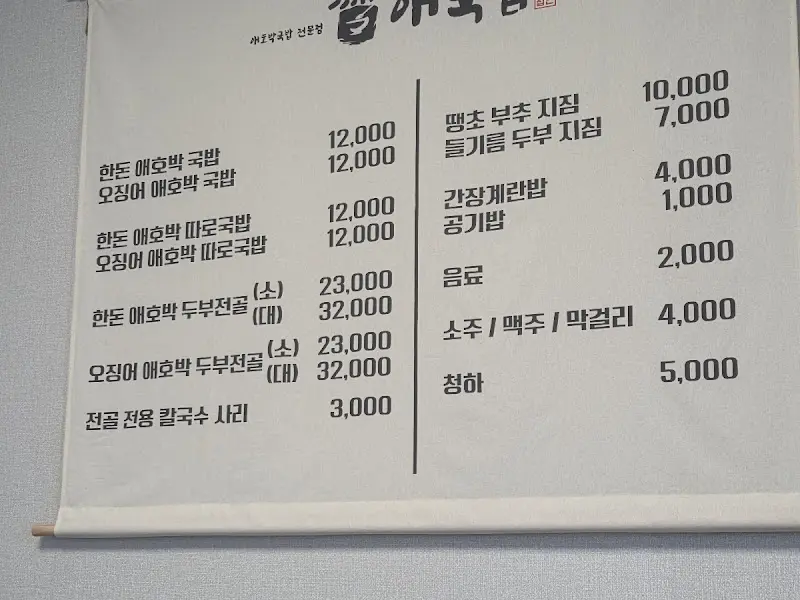 애호박국밥 전문점
한돈 애호박 국밥 12,000
오징어 애호박 국밥 12,000
한돈 애호박 따로국밥 12,000
오징어 애호박 따로국밥 12,000
한돈 애호박 두부전골 (소) 23,000
(대) 32,000
오징어 애호박 두부전골 (소) 23,000
(대) 32,000
전골 전용 칼국수 사리 3,000
땡초 부추 지짐 10,000
들기름 두부 지짐 7,000
간장계란밥 4,000
공기밥 1,000
음료 2,000
소주 / 맥주 / 막걸리 4,000
청하 5,000